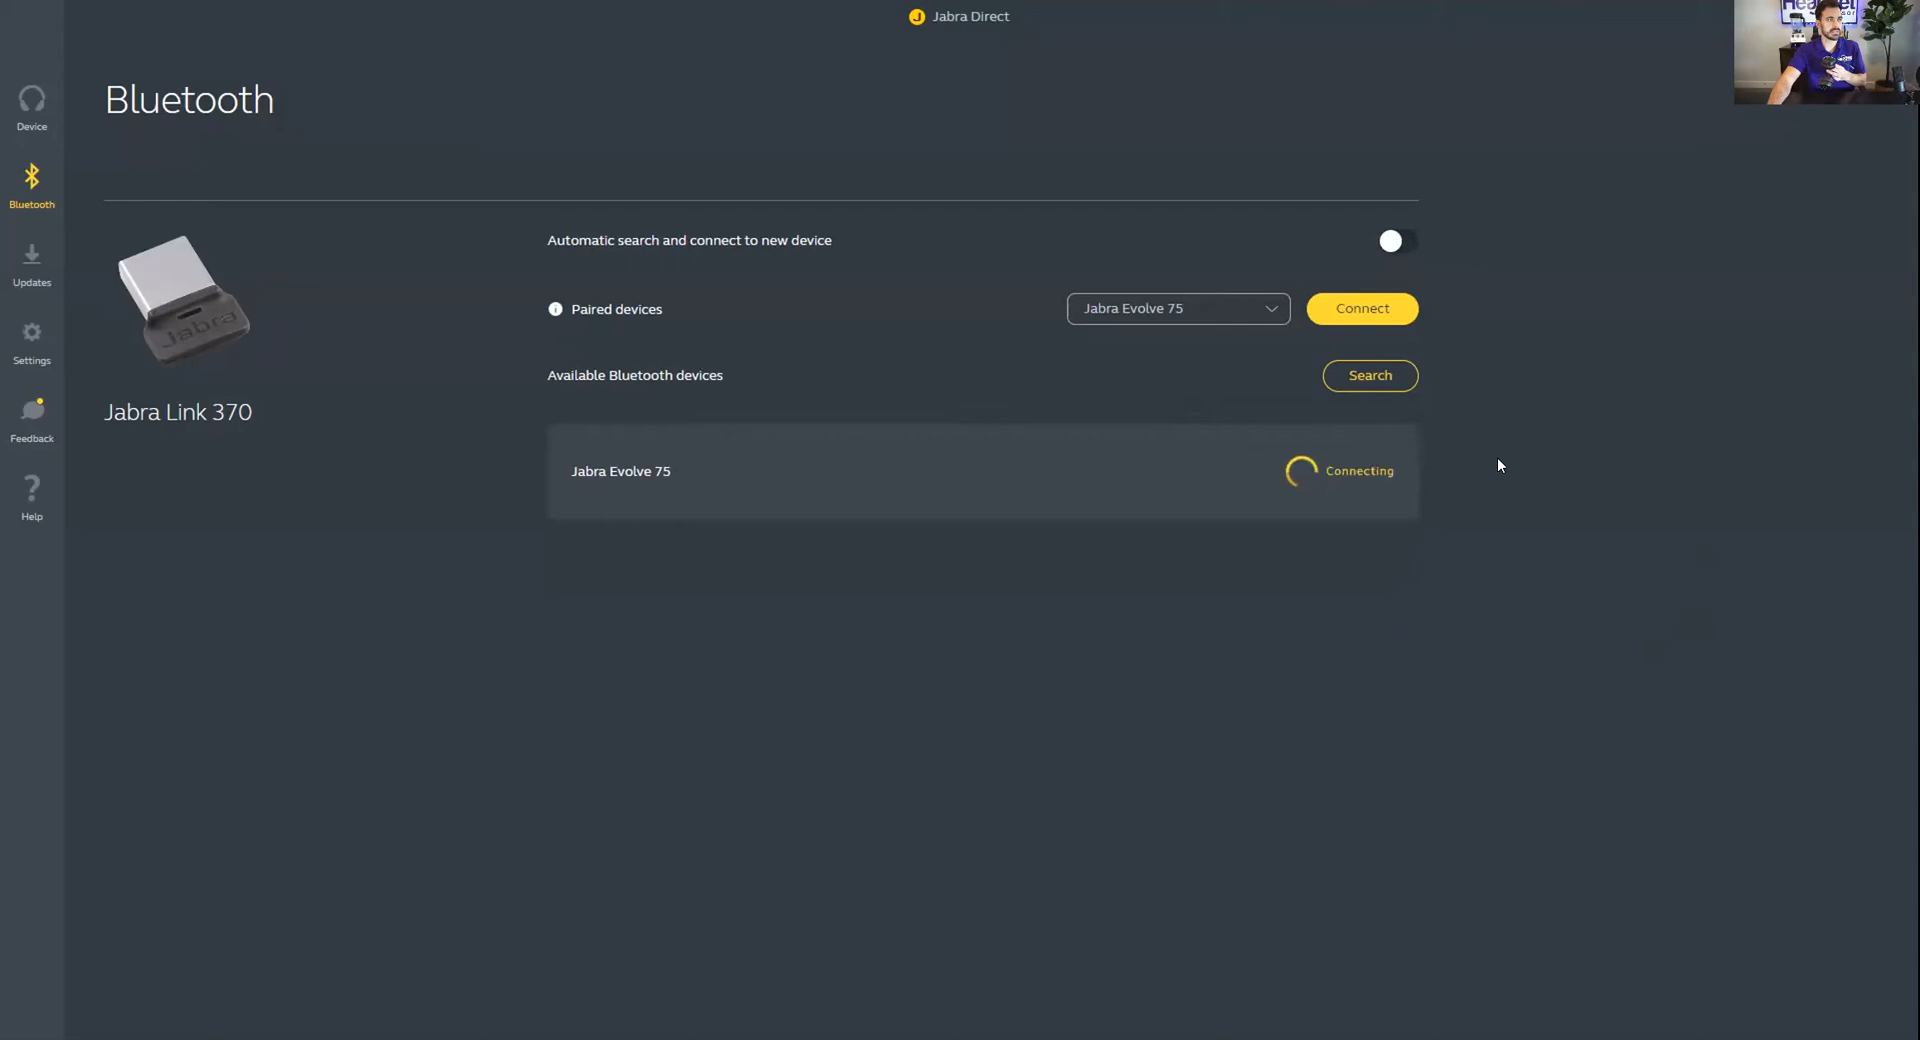 Jabra Direct
Bluetooth
Device
Bluetooth
Updates
Settings
Feedback
Help
Jabra
Jabra Link 370
Automatic search and connect to new device
Paired devices
Jabra Evolve 75
Connect
Available Bluetooth devices
Search
Jabra Evolve 75
Connecting